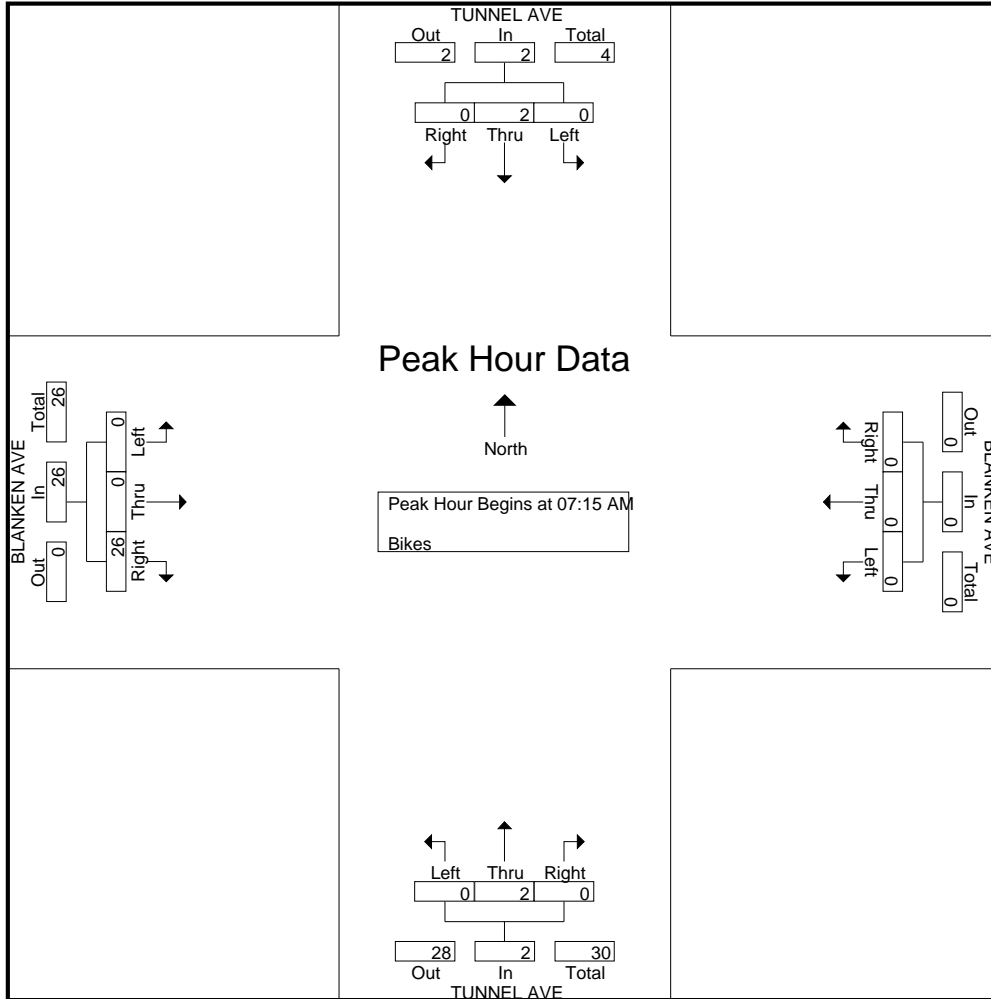 TUNNEL AVE
Out In Total
2 2 4
0 2 0
Right Thru Left
Peak Hour Data
North
Peak Hour Begins at 07:15 AM
Bikes
BLANKEN AVE
Out In Total
0 26 26
26 0 0
Right Thru Left
BLANKEN AVE
Out In Total
0 0 0
0 0 0
Right Thru Left
Left Thru Right
0 2 0
28 2 30
Out In Total
TUNNEL AVE